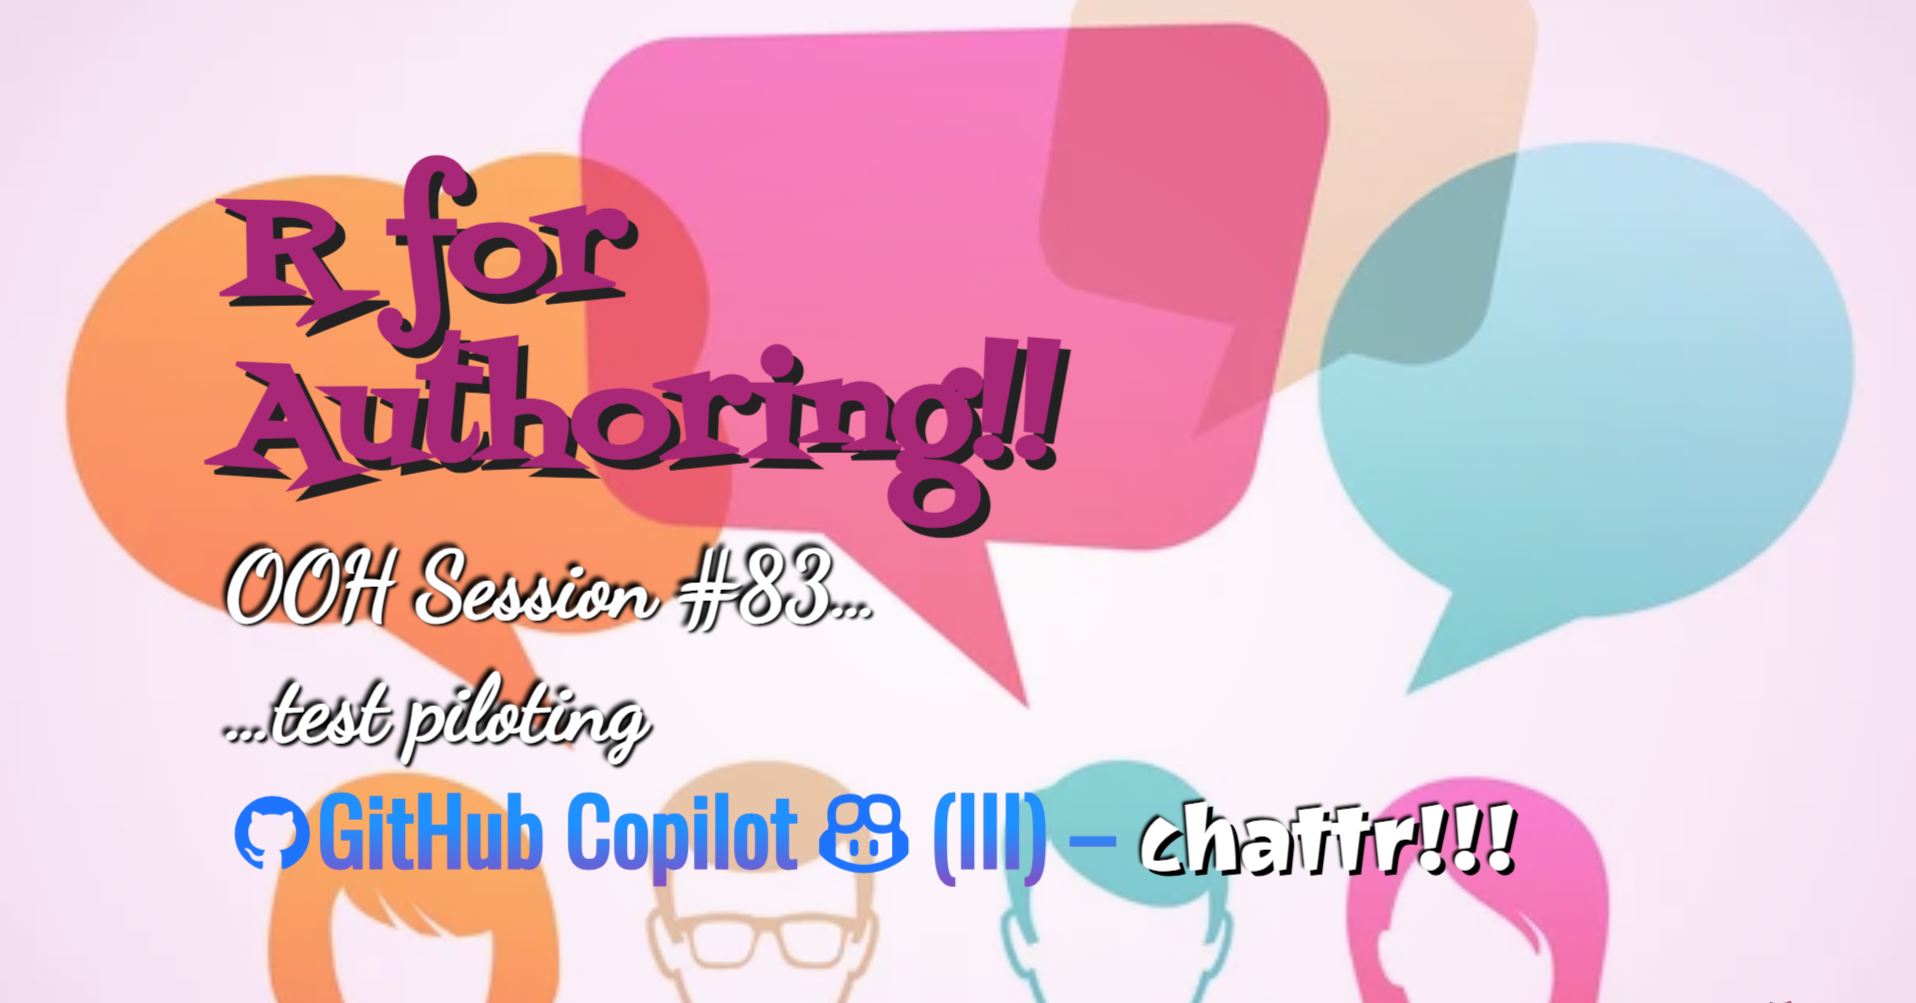 R for
Authoring!!
OOH Session #83...
...test piloting
GitHub Copilot (III) – chattr!!!